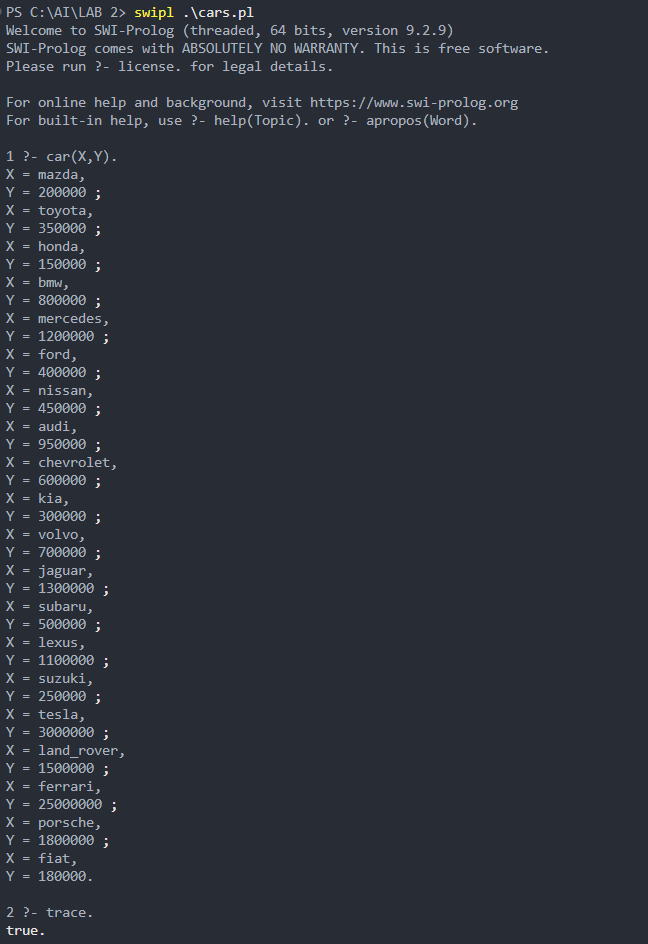 PS C:\AI\LAB 2> swipl .\cars.pl
Welcome to SWI-Prolog (threaded, 64 bits, version 9.2.9)
SWI-Prolog comes with ABSOLUTELY NO WARRANTY. This is free software.
Please run ?- license. for legal details.

For online help and background, visit https://www.swi-prolog.org
For built-in help, use ?- help(Topic). or ?- apropos(Word).

1 ?- car(X,Y).
X = mazda,
Y = 200000 ;
X = toyota,
Y = 350000 ;
X = honda,
Y = 150000 ;
X = bmw,
Y = 800000 ;
X = mercedes,
Y = 1200000 ;
X = ford,
Y = 400000 ;
X = nissan,
Y = 450000 ;
X = audi,
Y = 950000 ;
X = chevrolet,
Y = 600000 ;
X = kia,
Y = 300000 ;
X = volvo,
Y = 700000 ;
X = jaguar,
Y = 1300000 ;
X = subaru,
Y = 500000 ;
X = lexus,
Y = 1100000 ;
X = suzuki,
Y = 250000 ;
X = tesla,
Y = 3000000 ;
X = land_rover,
Y = 1500000 ;
X = ferrari,
Y = 25000000 ;
X = porsche,
Y = 1800000 ;
X = fiat,
Y = 180000.

2 ?- trace.
true.